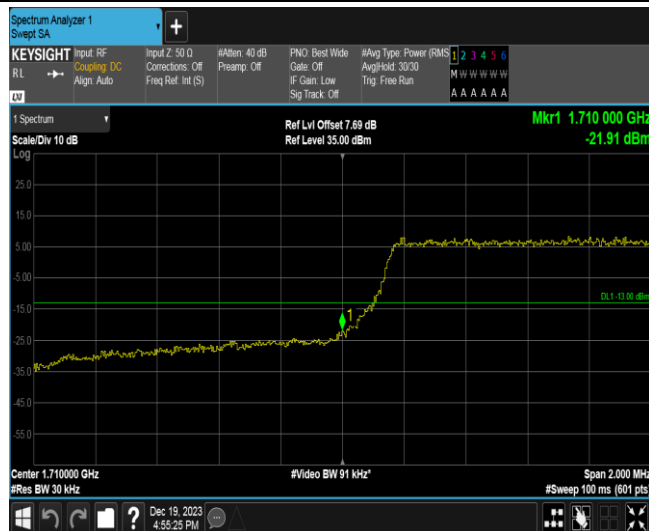 Spectrum Analyzer 1
Swept SA
+
KEYSIGHT
RL
LXI
Input: RF
Coupling: DC
Align: Auto
Input Z: 50 Ω
Corrections: Off
Freq Ref: Int (S)
#Atten: 40 dB
Preamp: Off
PNO: Best Wide
Gate: Off
IF Gain: Low
Sig Track: Off
#Avg Type: Power (RMS
Avg|Hold: 30/30
Trig: Free Run
1 2 3 4 5 6
M W W W W W
A A A A A A
1 Spectrum
Scale/Div 10 dB
Log
Ref Lvl Offset 7.69 dB
Ref Level 35.00 dBm
Mkr1 1.710 000 GHz
-21.91 dBm
25.0
15.0
5.00
-5.00
DL1 -13.00 dBm
-15.0
1
-25.0
-35.0
-45.0
-55.0
Center 1.710000 GHz
#Res BW 30 kHz
#Video BW 91 kHz*
Span 2.000 MHz
#Sweep 100 ms (601 pts)
?
Dec 19, 2023
4:55:25 PM